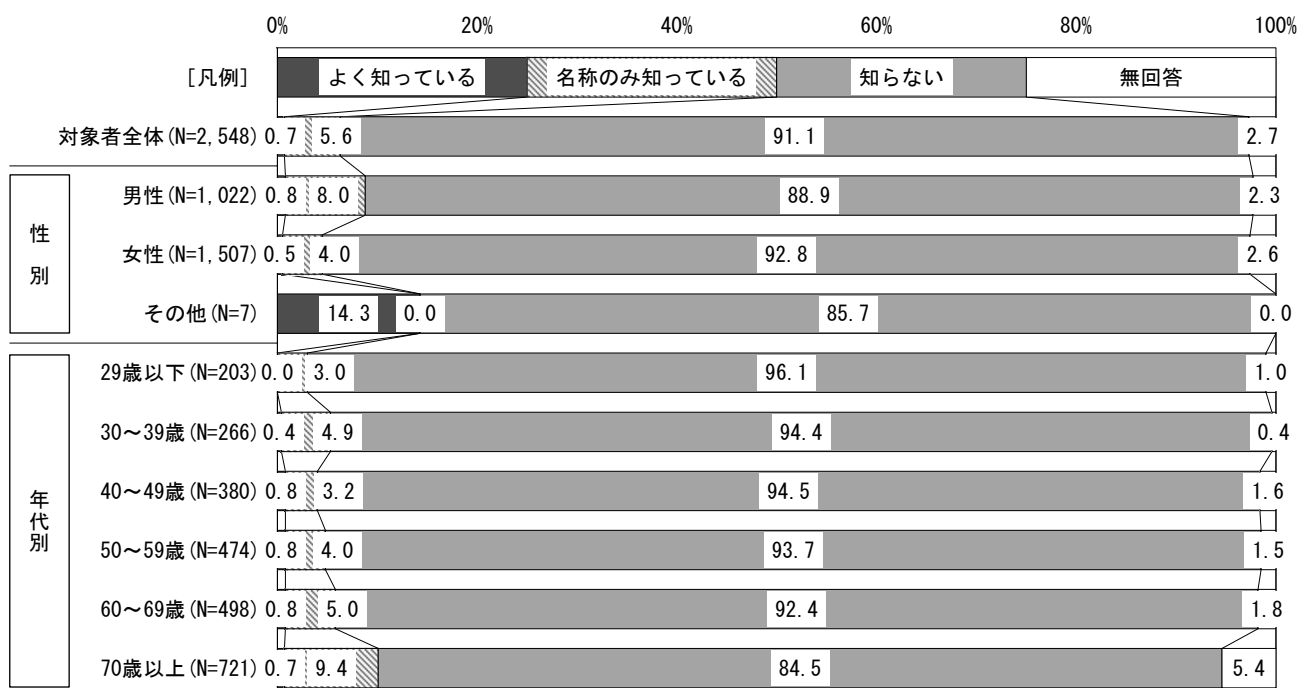 0% 20% 40% 60% 80% 100%
[凡例] よく知っている 名称のみ知っている 知らない 無回答
対象者全体(N=2,548) 0.7 5.6 91.1 2.7
性別
男性(N=1,022) 0.8 8.0 88.9 2.3
女性(N=1,507) 0.5 4.0 92.8 2.6
その他(N=7) 14.3 0.0 85.7 0.0
年代別
29歳以下(N=203) 0.0 3.0 96.1 1.0
30～39歳(N=266) 0.4 4.9 94.4 0.4
40～49歳(N=380) 0.8 3.2 94.5 1.6
50～59歳(N=474) 0.8 4.0 93.7 1.5
60～69歳(N=498) 0.8 5.0 92.4 1.8
70歳以上(N=721) 0.7 9.4 84.5 5.4